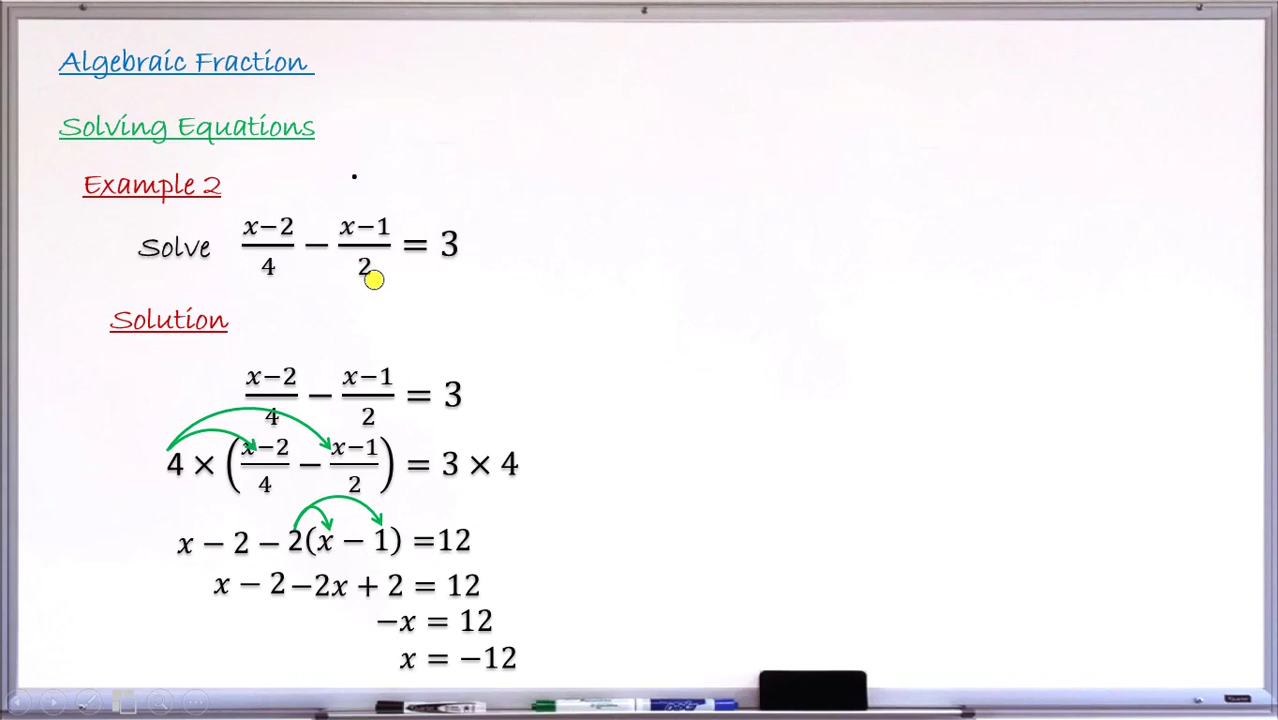 Algebraic Fraction
Solving Equations
Example 2
Solve (x−2)/4 − (x−1)/2 = 3
Solution
(x−2)/4 − (x−1)/2 = 3
4 × ((x−2)/4 − (x−1)/2) = 3 × 4
x − 2 − 2(x − 1) = 12
x − 2 − 2x + 2 = 12
−x = 12
x = −12